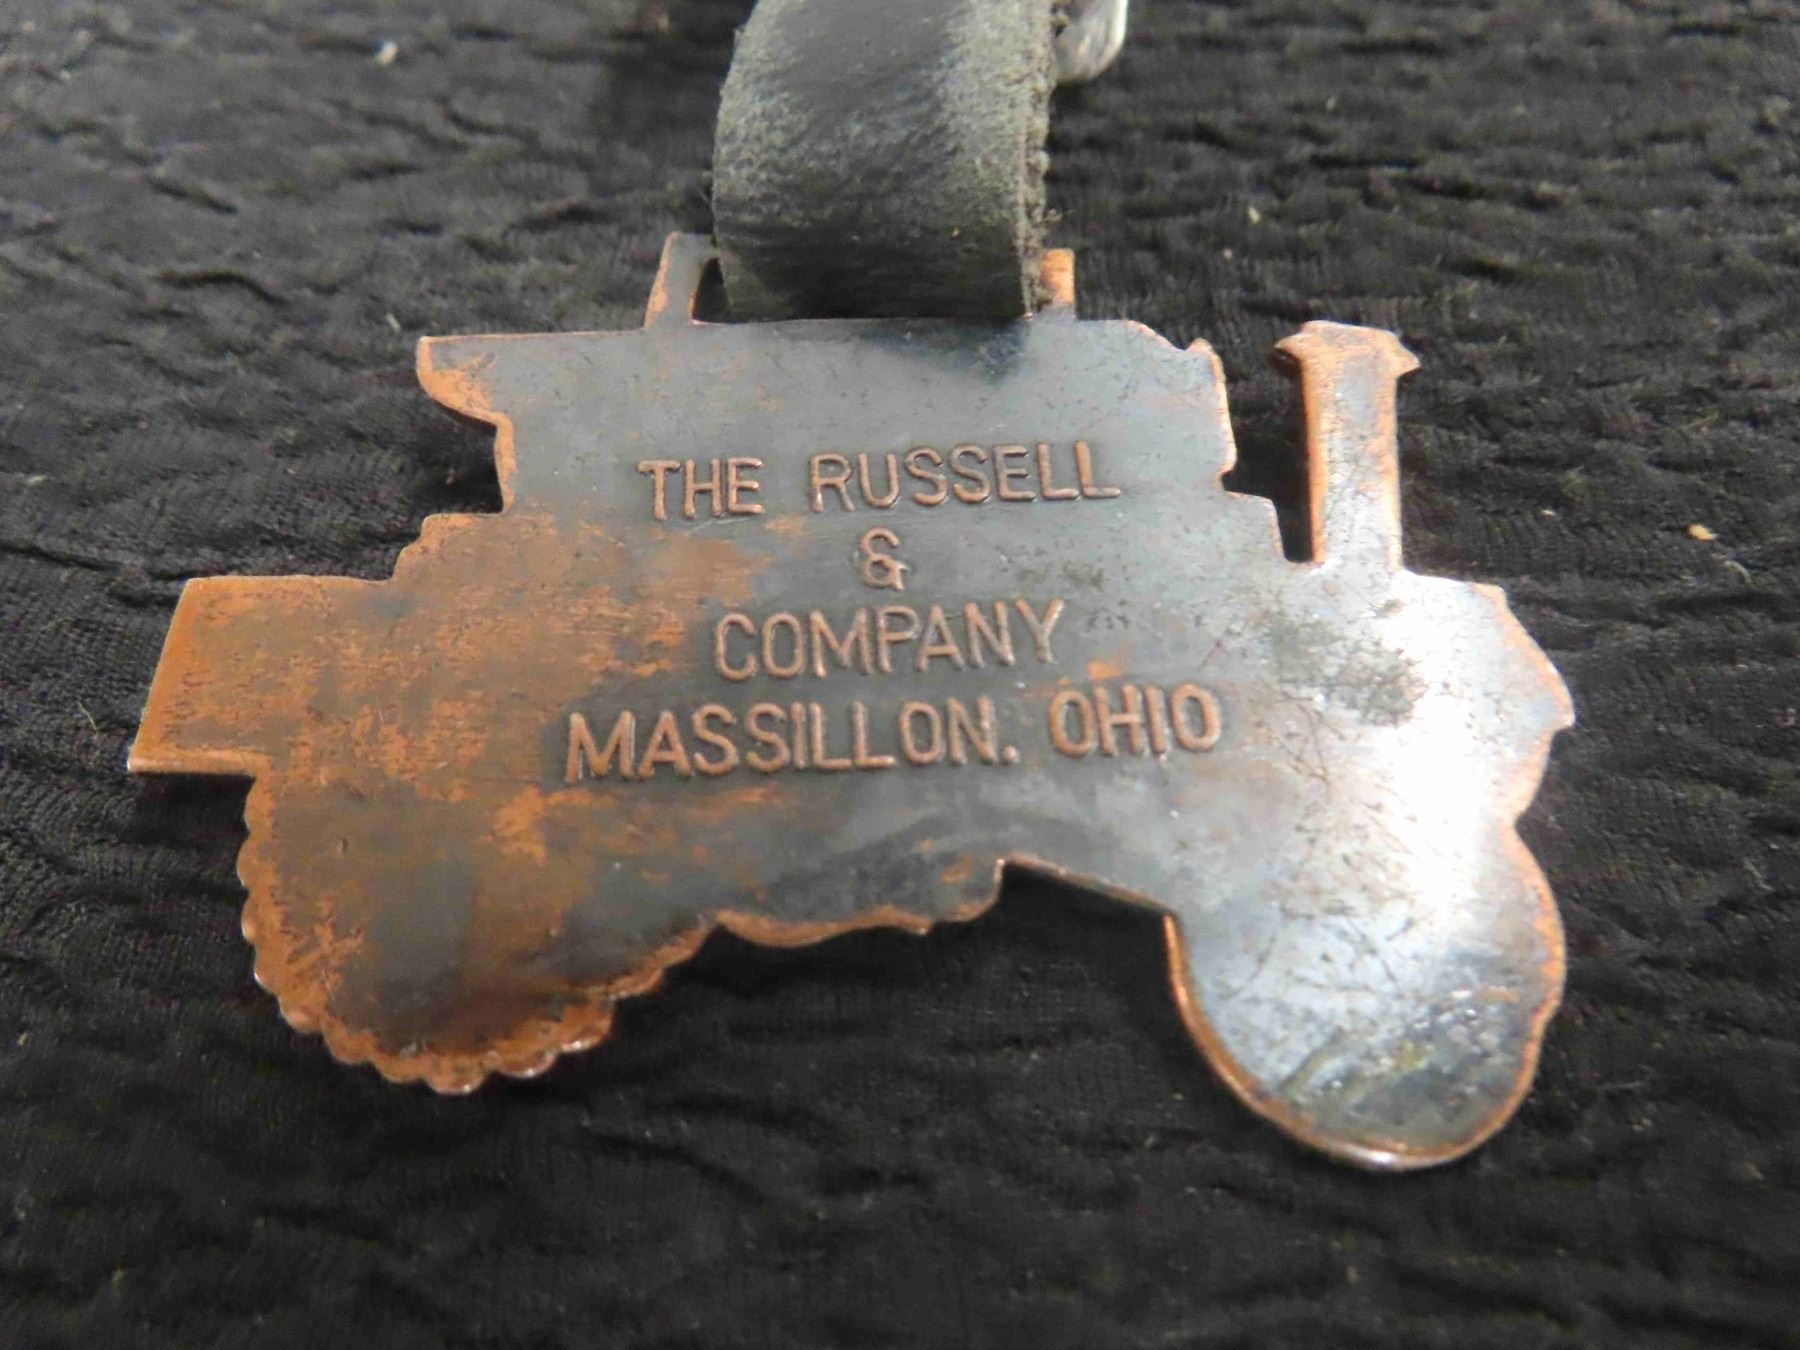 THE RUSSELL
&
COMPANY
MASSILLON. OHIO